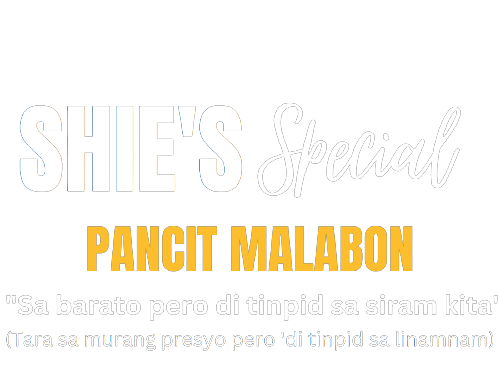 SHIE'S Special
PANCIT MALABON
"Sa barato pero di tinpid sa siram kita'
(Tara sa murang presyo pero 'di tinpid sa linamnam)